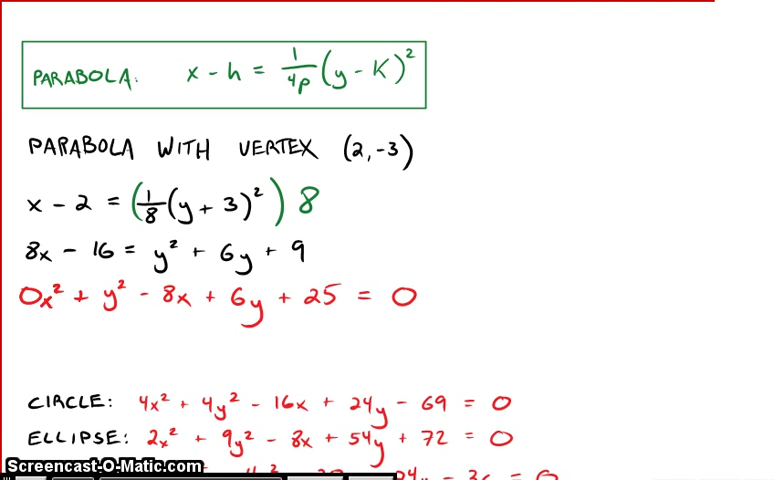 PARABOLA: x - h = 1/4p (y - K)²
PARABOLA WITH VERTEX (2, -3)
x - 2 = (1/8 (y + 3)²) 8
8x - 16 = y² + 6y + 9
0x² + y² - 8x + 6y + 25 = 0
CIRCLE: 4x² + 4y² - 16x + 24y - 69 = 0
ELLIPSE: 2x² + 9y² - 8x + 54y + 72 = 0
Screencast-O-Matic.com